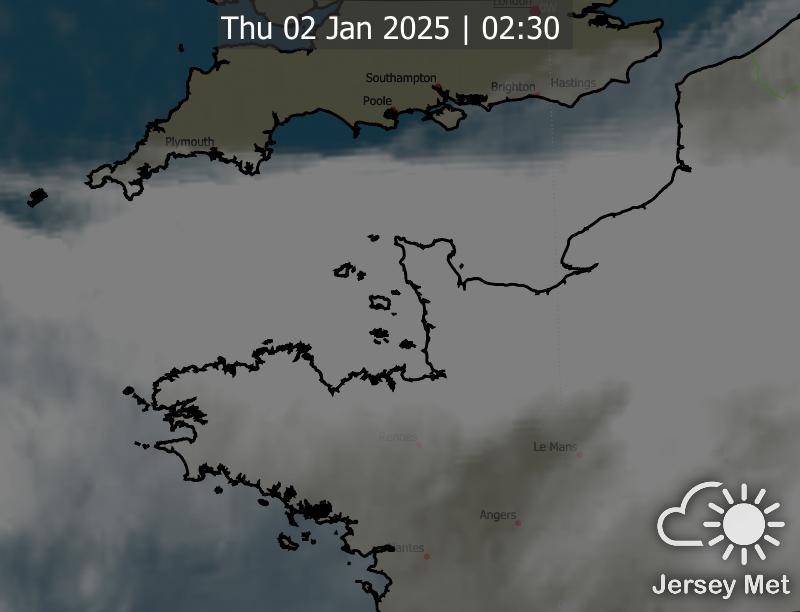 London
Thu 02 Jan 2025 | 02:30
Southampton
Brighton
Hastings
Poole
Plymouth
Rennes
Le Mans
Angers
Nantes
Jersey Met